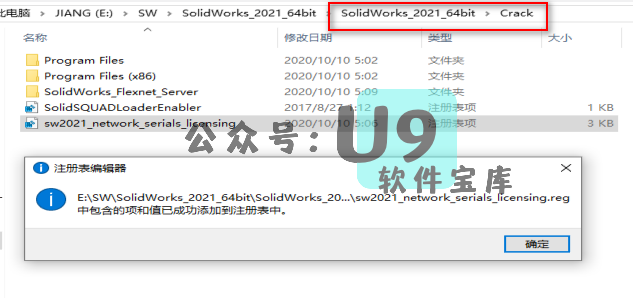 此电脑 › JIANG (E:) › SW › SolidWorks_2021_64bit › SolidWorks_2021_64bit › Crack
名称 修改日期 类型 大小
Program Files 2020/10/10 5:02 文件夹
Program Files (x86) 2020/10/10 5:02 文件夹
SolidWorks_Flexnet_Server 2020/10/10 5:09 文件夹
SolidSQUADLoaderEnabler 2017/8/27 1:12 注册表项 1 KB
sw2021_network_serials_licensing 2020/10/10 5:06 注册表项 3 KB
公众号：U9
软件宝库
注册表编辑器
E:\SW\SolidWorks_2021_64bit\SolidWorks_20...\sw2021_network_serials_licensing.reg
中包含的项和值已成功添加到注册表中。
确定